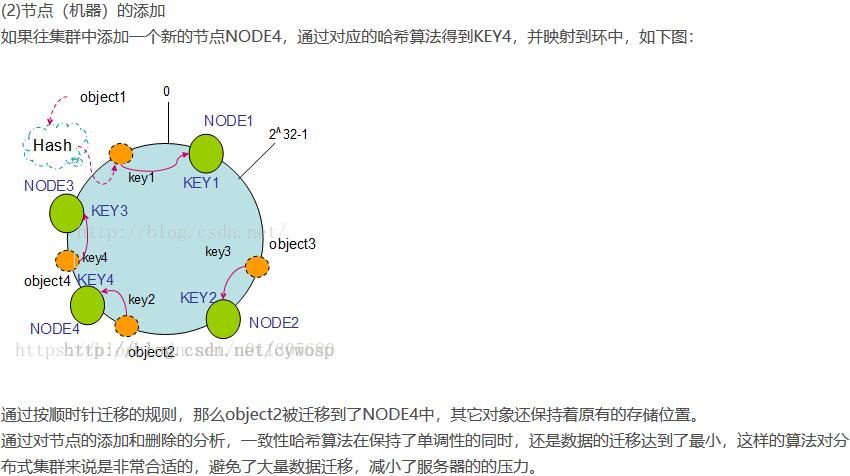 (2)节点（机器）的添加
如果往集群中添加一个新的节点NODE4，通过对应的哈希算法得到KEY4，并映射到环中，如下图：
object1
0
NODE1
2^32-1
Hash
key1
KEY1
NODE3
KEY3
http://blog.csdn.net/
key3
object3
key4
object4
KEY4
key2
KEY2
NODE4
NODE2
object2
http://blog.csdn.net/cywosp
通过按顺时针迁移的规则，那么object2被迁移到了NODE4中，其它对象还保持着原有的存储位置。
通过对节点的添加和删除的分析，一致性哈希算法在保持了单调性的同时，还是数据的迁移达到了最小，这样的算法对分
布式集群来说是非常合适的，避免了大量数据迁移，减小了服务器的的压力。